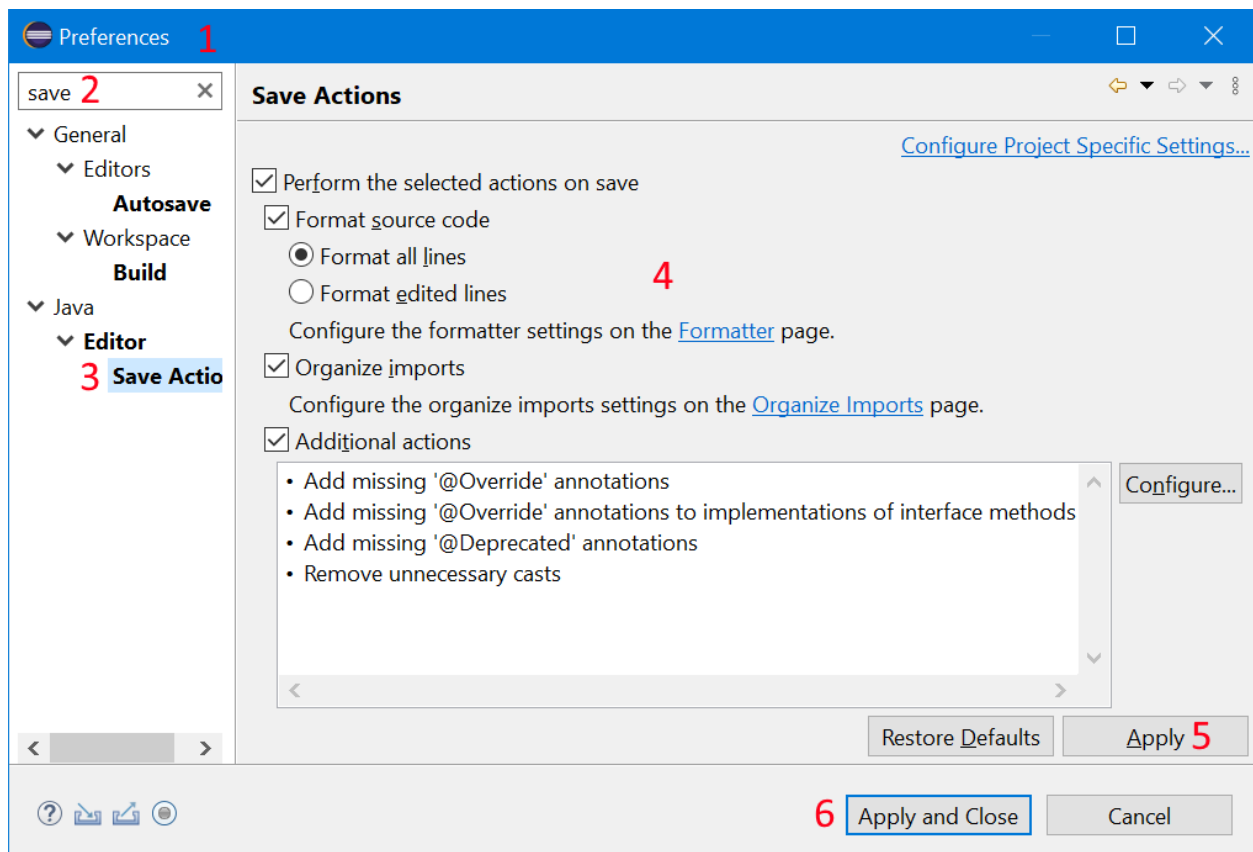 Preferences 1
save 2
General
Editors
Autosave
Workspace
Build
Java
Editor
3 Save Actio
Save Actions
Configure Project Specific Settings...
Perform the selected actions on save
Format source code
Format all lines
Format edited lines
4
Configure the formatter settings on the Formatter page.
Organize imports
Configure the organize imports settings on the Organize Imports page.
Additional actions
• Add missing '@Override' annotations
• Add missing '@Override' annotations to implementations of interface methods
• Add missing '@Deprecated' annotations
• Remove unnecessary casts
Configure...
Restore Defaults
Apply 5
6 Apply and Close
Cancel